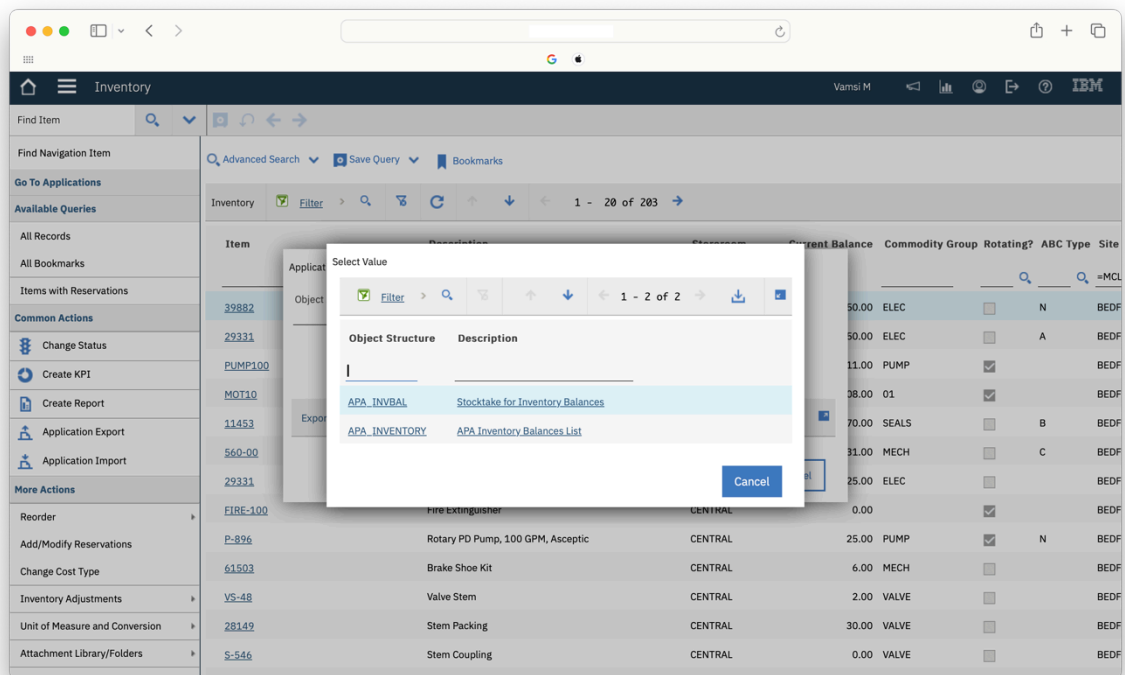 Inventory
Vamsi M
IBM
Find Item
Find Navigation Item
Go To Applications
Available Queries
All Records
All Bookmarks
Items with Reservations
Common Actions
Change Status
Create KPI
Create Report
Application Export
Application Import
More Actions
Reorder
Add/Modify Reservations
Change Cost Type
Inventory Adjustments
Unit of Measure and Conversion
Attachment Library/Folders
Advanced Search Save Query Bookmarks
Inventory Filter 1 - 20 of 203
Item Description Storeroom Current Balance Commodity Group Rotating? ABC Type Site
=MCL
39882 50.00 ELEC N BEDF
29331 50.00 ELEC A BEDF
PUMP100 11.00 PUMP BEDF
MOT10 08.00 01 BEDF
11453 70.00 SEALS B BEDF
560-00 31.00 MECH C BEDF
29331 25.00 ELEC BEDF
FIRE-100 Fire Extinguisher CENTRAL 0.00 BEDF
P-896 Rotary PD Pump, 100 GPM, Asceptic CENTRAL 25.00 PUMP N BEDF
61503 Brake Shoe Kit CENTRAL 6.00 MECH BEDF
VS-48 Valve Stem CENTRAL 2.00 VALVE BEDF
28149 Stem Packing CENTRAL 30.00 VALVE BEDF
S-546 Stem Coupling CENTRAL 0.00 VALVE BEDF
Applicat
Object
Expor
el
Select Value
Filter 1 - 2 of 2
Object Structure Description
APA_INVBAL Stocktake for Inventory Balances
APA_INVENTORY APA Inventory Balances List
Cancel